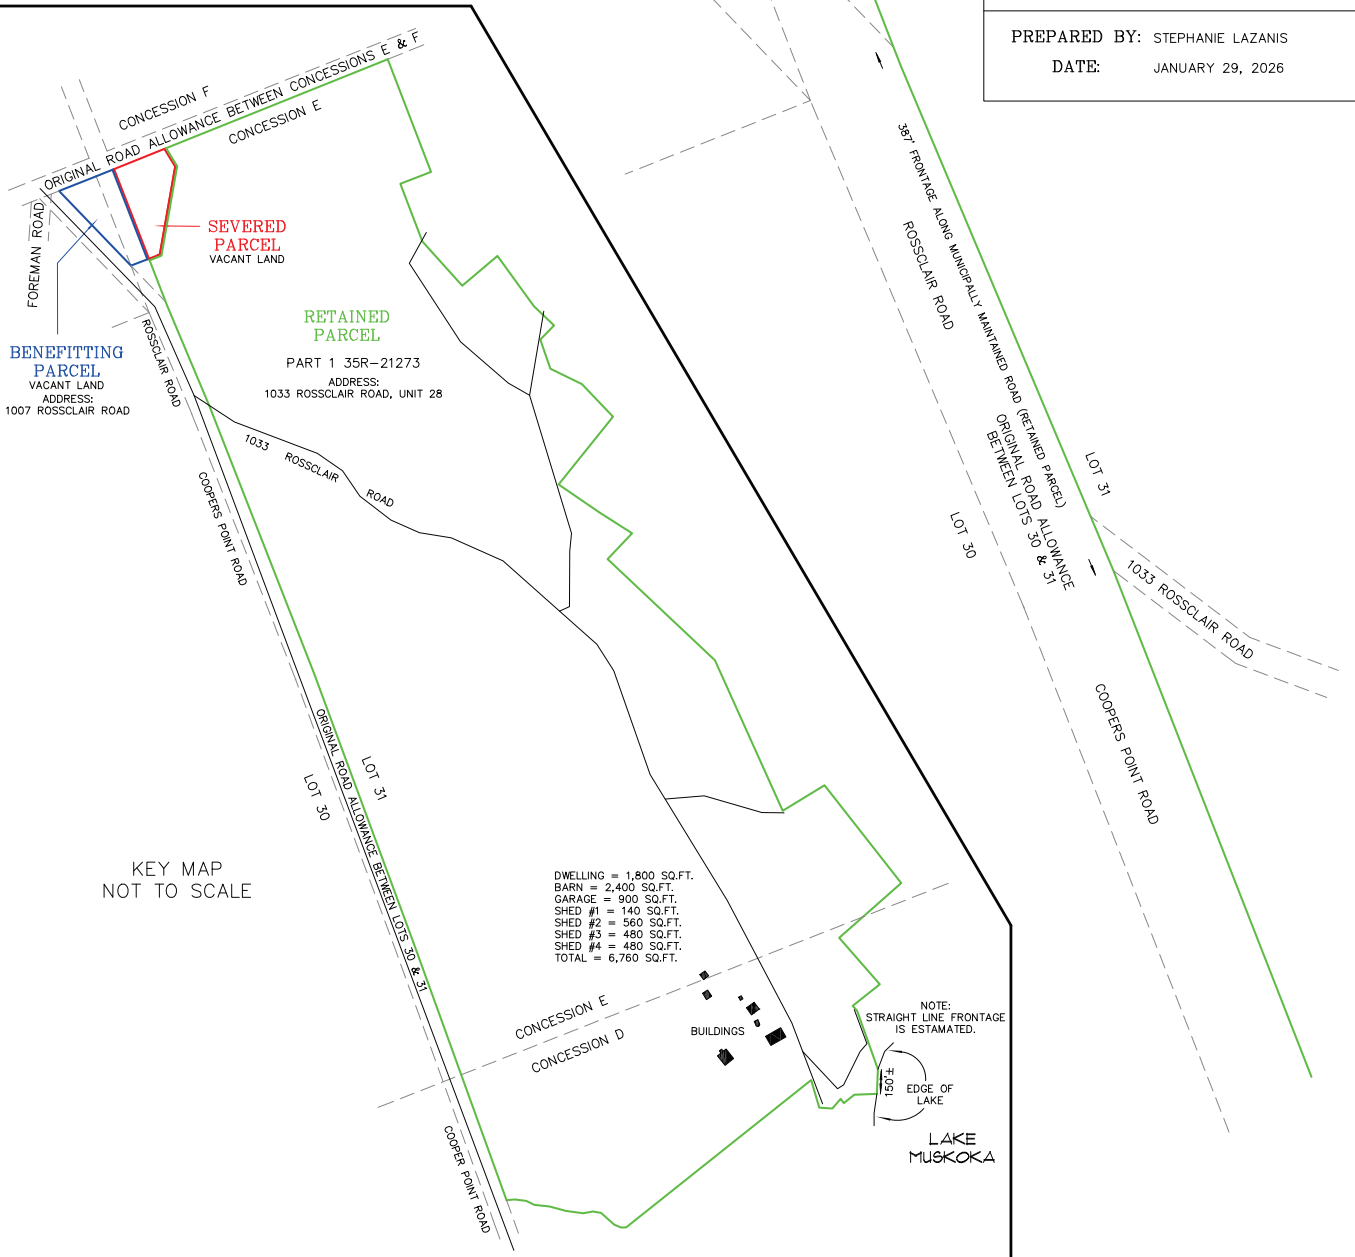 PREPARED BY: STEPHANIE LAZANIS
DATE: JANUARY 29, 2026
CONCESSION F
ORIGINAL ROAD ALLOWANCE BETWEEN CONCESSIONS E & F
CONCESSION E
FOREMAN ROAD
SEVERED
PARCEL
VACANT LAND
RETAINED
PARCEL
PART 1 35R-21273
ADDRESS:
1033 ROSSCLAIR ROAD, UNIT 28
BENEFITTING
PARCEL
VACANT LAND
ADDRESS:
1007 ROSSCLAIR ROAD
ROSSCLAIR ROAD
1033 ROSSCLAIR ROAD
COOPERS POINT ROAD
ORIGINAL ROAD ALLOWANCE BETWEEN LOTS 30 & 31
LOT 31
LOT 30
KEY MAP
NOT TO SCALE
DWELLING = 1,800 SQ.FT.
BARN = 2,400 SQ.FT.
GARAGE = 900 SQ.FT.
SHED #1 = 140 SQ.FT.
SHED #2 = 560 SQ.FT.
SHED #3 = 480 SQ.FT.
SHED #4 = 480 SQ.FT.
TOTAL = 6,760 SQ.FT.
CONCESSION E
CONCESSION D
BUILDINGS
NOTE:
STRAIGHT LINE FRONTAGE
IS ESTAMATED.
150'±
EDGE OF
LAKE
LAKE
MUSKOKA
COOPER POINT ROAD
387' FRONTAGE ALONG MUNICIPALLY MAINTAINED ROAD (RETAINED PARCEL)
ROSSCLAIR ROAD
ORIGINAL ROAD ALLOWANCE
BETWEEN LOTS 30 & 31
LOT 31
LOT 30
1033 ROSSCLAIR ROAD
COOPERS POINT ROAD